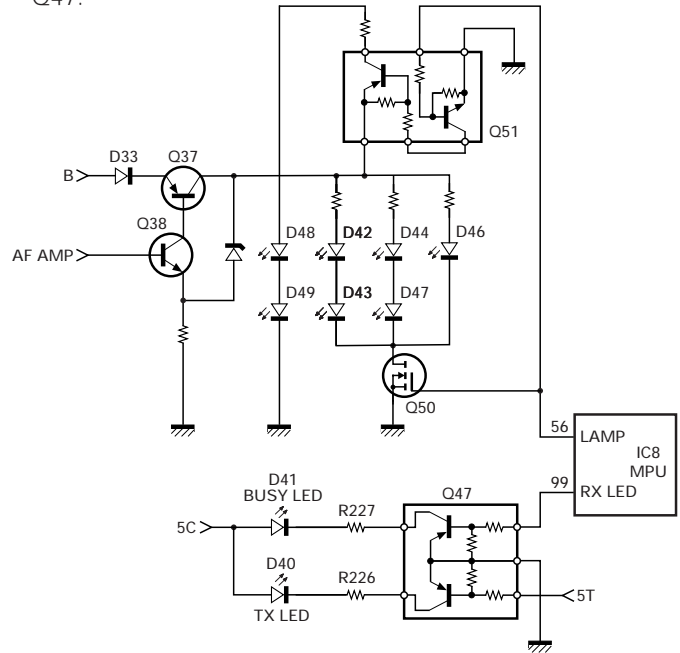 Q47.
Q51
D33
Q37
B
Q38
AF AMP
D48
D42
D44
D46
D49
D43
D47
Q50
56
LAMP
IC8
MPU
99
RX LED
D41
BUSY LED
R227
Q47
5C
D40
R226
TX LED
5T